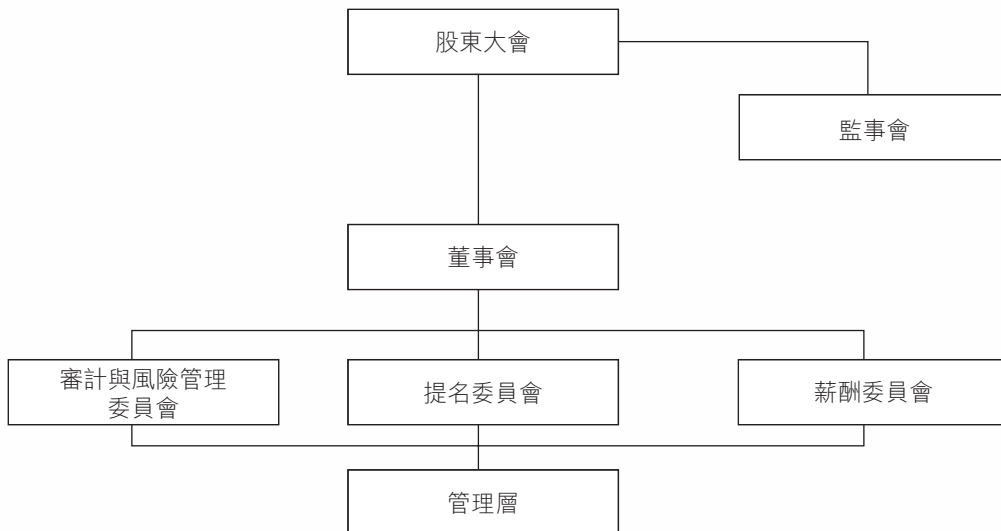 股東大會
監事會
董事會
審計與風險管理
委員會
提名委員會
薪酬委員會
管理層